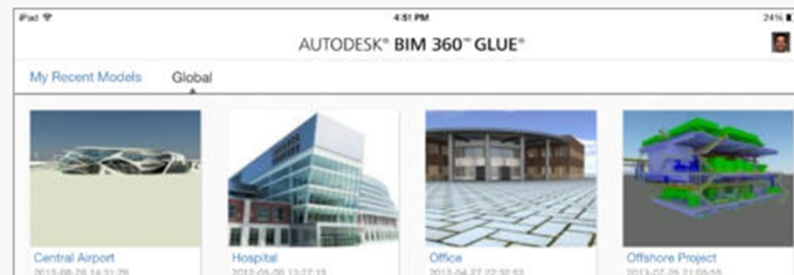 iPad 4:51 PM 24%
AUTODESK® BIM 360™ GLUE®
My Recent Models Global
Central Airport Hospital Office Offshore Project